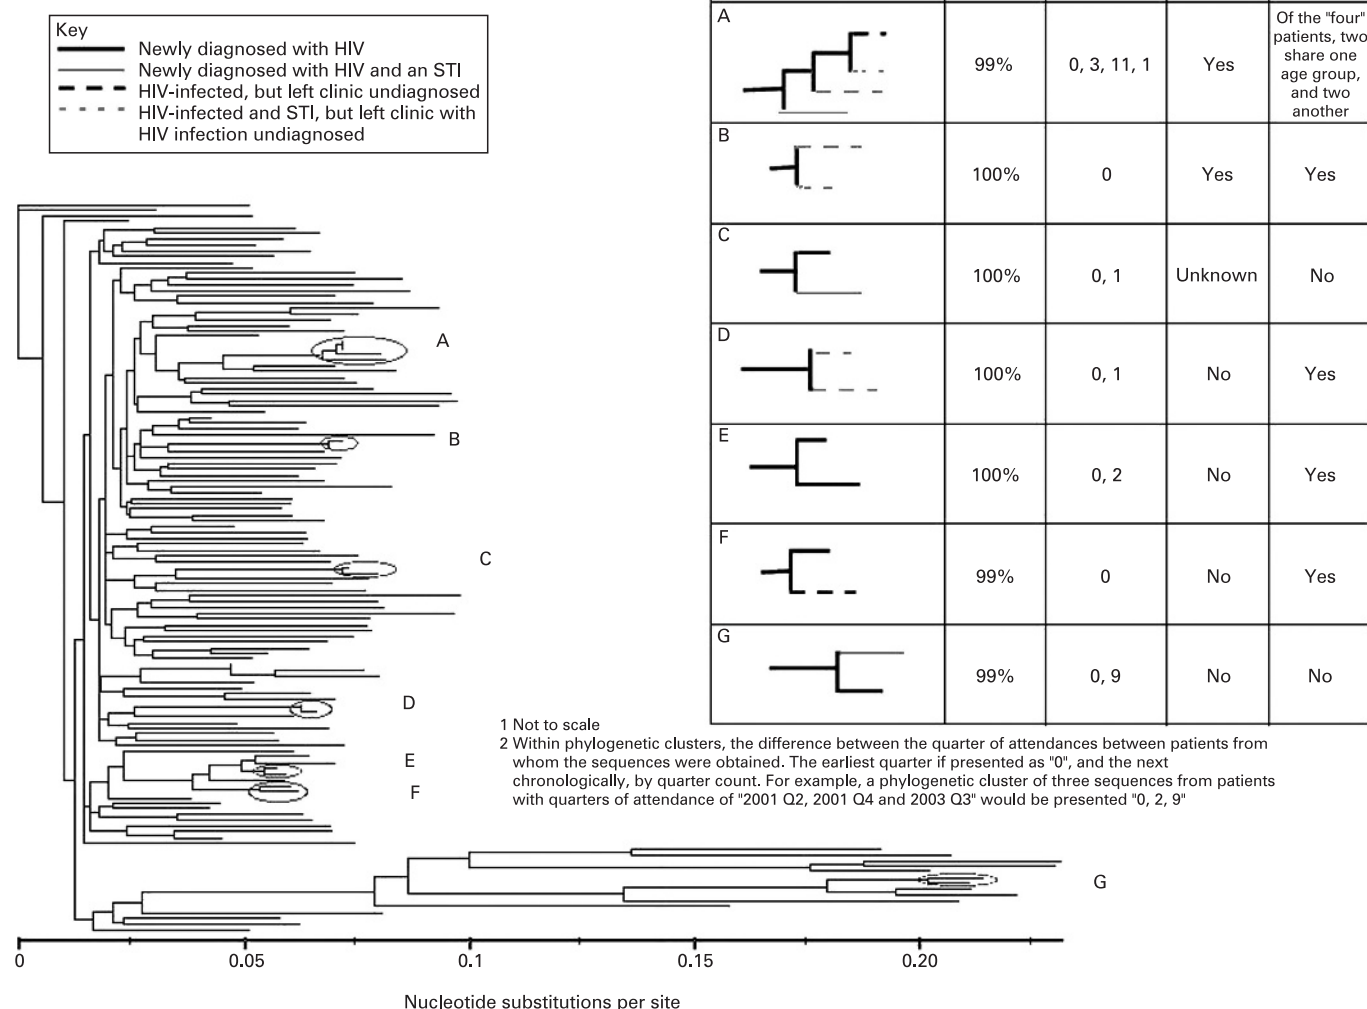 Key
Newly diagnosed with HIV
Newly diagnosed with HIV and an STI
HIV-infected, but left clinic undiagnosed
HIV-infected and STI, but left clinic with
HIV infection undiagnosed
A
B
C
D
E
F
G
0
0.05
0.1
0.15
0.20
Nucleotide substitutions per site
A
99%
0, 3, 11, 1
Yes
Of the "four"
patients, two
share one
age group,
and two
another
B
100%
0
Yes
Yes
C
100%
0, 1
Unknown
No
D
100%
0, 1
No
Yes
E
100%
0, 2
No
Yes
F
99%
0
No
Yes
G
99%
0, 9
No
No
1 Not to scale
2 Within phylogenetic clusters, the difference between the quarter of attendances between patients from
whom the sequences were obtained. The earliest quarter if presented as "0", and the next
chronologically, by quarter count. For example, a phylogenetic cluster of three sequences from patients
with quarters of attendance of "2001 Q2, 2001 Q4 and 2003 Q3" would be presented "0, 2, 9"